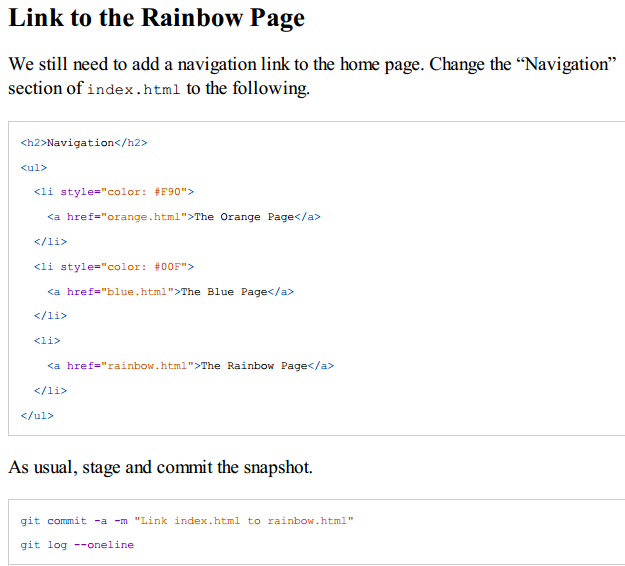 Link to the Rainbow Page
We still need to add a navigation link to the home page. Change the “Navigation”
section of index.html to the following.
<h2>Navigation</h2>
<ul>
<li style="color: #F90">
<a href="orange.html">The Orange Page</a>
</li>
<li style="color: #00F">
<a href="blue.html">The Blue Page</a>
</li>
<li>
<a href="rainbow.html">The Rainbow Page</a>
</li>
</ul>
As usual, stage and commit the snapshot.
git commit -a -m "Link index.html to rainbow.html"
git log --oneline